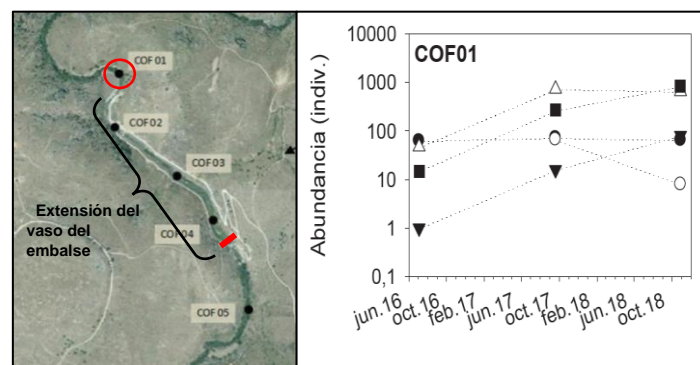 COF 01
COF 02
COF 03
Extensión del
vaso del
embalse
COF 04
COF 05
COF01
Abundancia (indiv.)
10000
1000
100
10
1
0,1
jun.16
oct.16
feb.17
jun.17
oct.17
feb.18
jun.18
oct.18